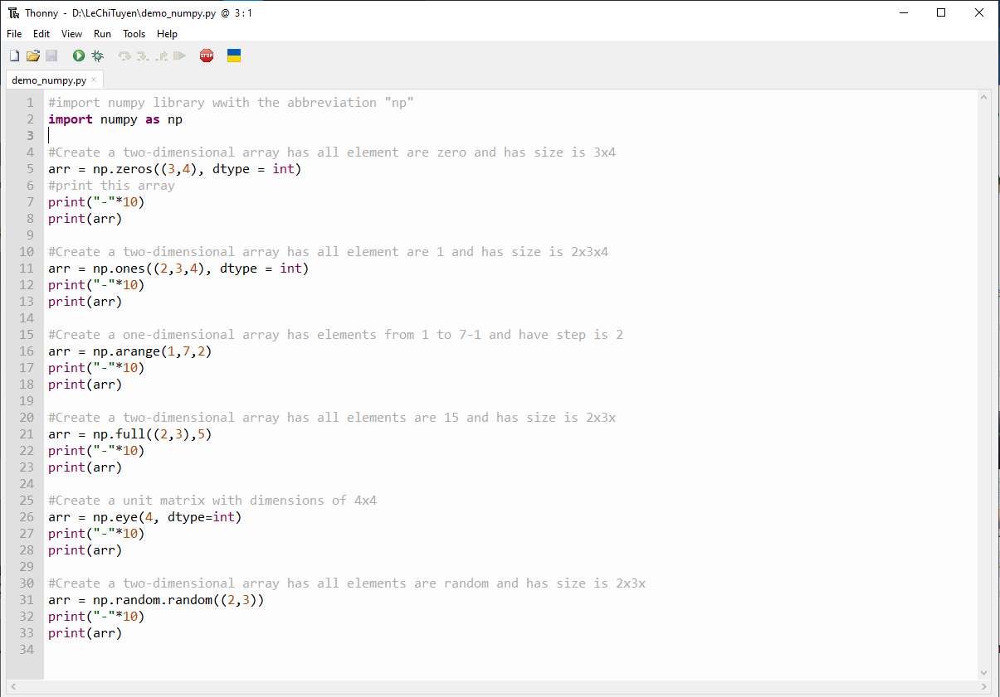 Thonny - D:\LeChiTuyen\demo_numpy.py @ 3:1
File Edit View Run Tools Help
STOP
demo_numpy.py ×
1 #import numpy library wwith the abbreviation "np"
2 import numpy as np
3
4 #Create a two-dimensional array has all element are zero and has size is 3x4
5 arr = np.zeros((3,4), dtype = int)
6 #print this array
7 print("-"*10)
8 print(arr)
9
10 #Create a two-dimensional array has all element are 1 and has size is 2x3x4
11 arr = np.ones((2,3,4), dtype = int)
12 print("-"*10)
13 print(arr)
14
15 #Create a one-dimensional array has elements from 1 to 7-1 and have step is 2
16 arr = np.arange(1,7,2)
17 print("-"*10)
18 print(arr)
19
20 #Create a two-dimensional array has all elements are 15 and has size is 2x3x
21 arr = np.full((2,3),5)
22 print("-"*10)
23 print(arr)
24
25 #Create a unit matrix with dimensions of 4x4
26 arr = np.eye(4, dtype=int)
27 print("-"*10)
28 print(arr)
29
30 #Create a two-dimensional array has all elements are random and has size is 2x3x
31 arr = np.random.random((2,3))
32 print("-"*10)
33 print(arr)
34